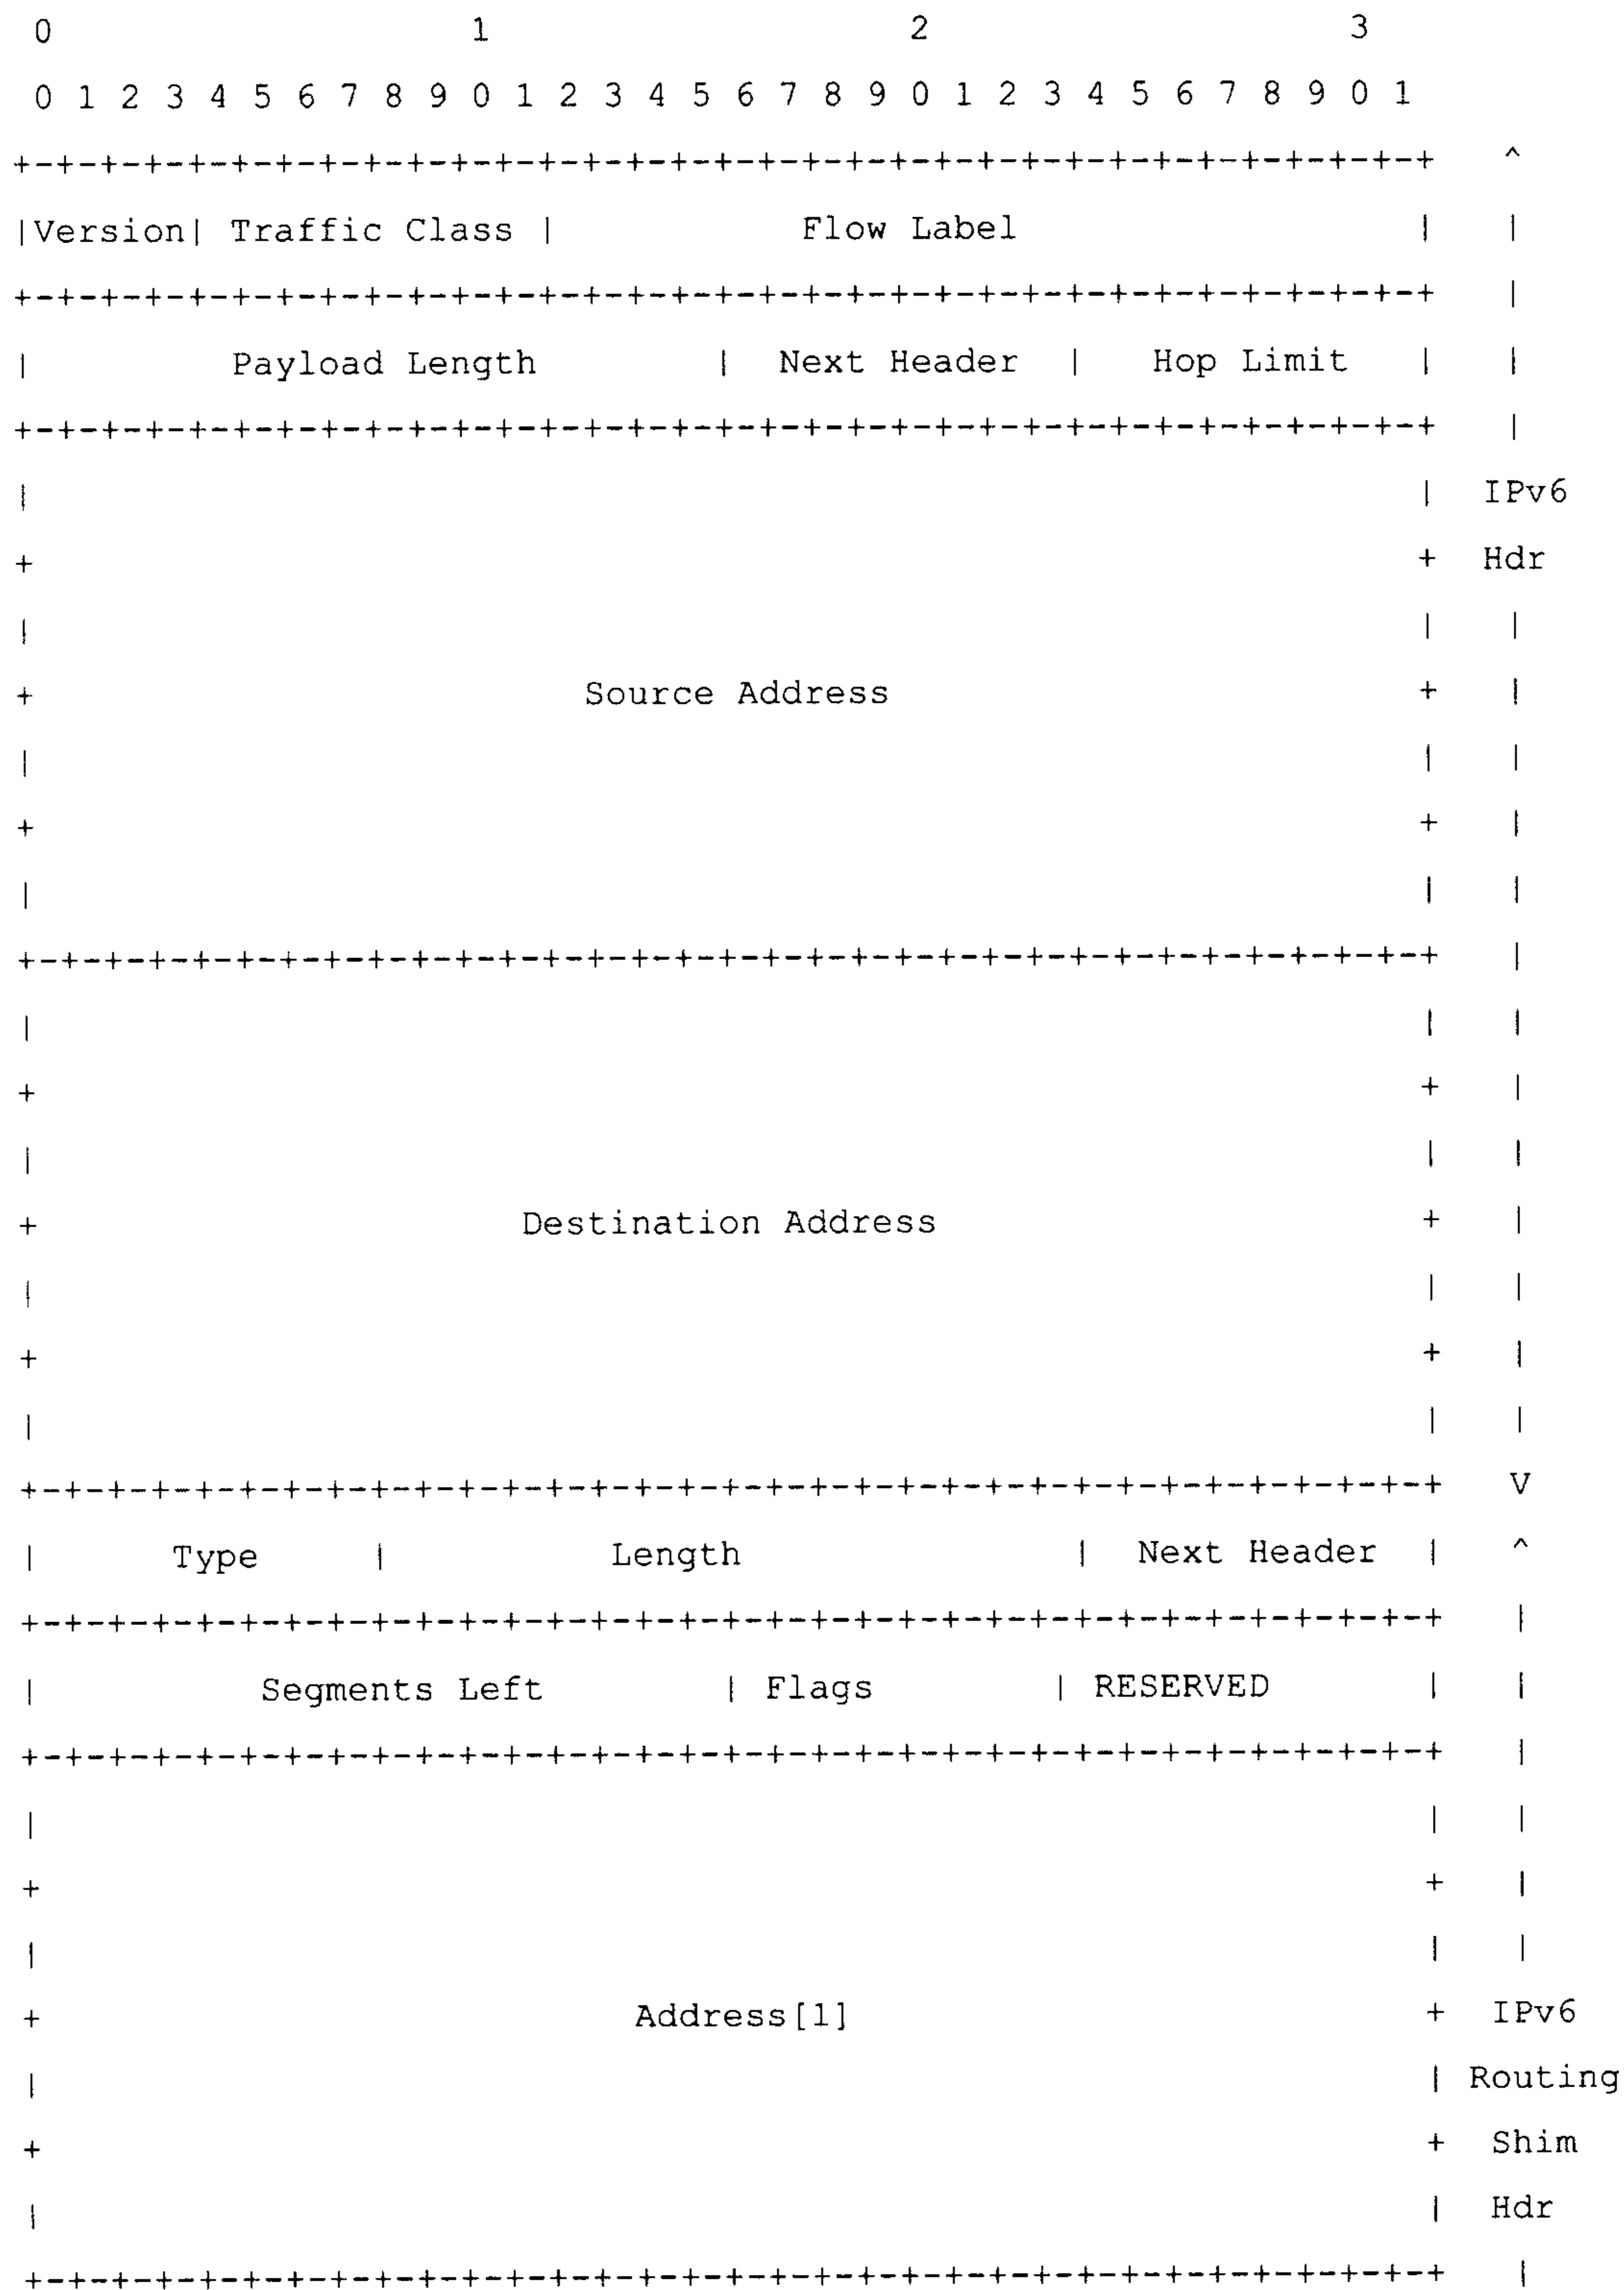 0                   1                   2                   3
 0 1 2 3 4 5 6 7 8 9 0 1 2 3 4 5 6 7 8 9 0 1 2 3 4 5 6 7 8 9 0 1
+-+-+-+-+-+-+-+-+-+-+-+-+-+-+-+-+-+-+-+-+-+-+-+-+-+-+-+-+-+-+-+-+   ^
|Version| Traffic Class |           Flow Label                  |   |
+-+-+-+-+-+-+-+-+-+-+-+-+-+-+-+-+-+-+-+-+-+-+-+-+-+-+-+-+-+-+-+-+   |
|         Payload Length        |  Next Header  |   Hop Limit   |   |
+-+-+-+-+-+-+-+-+-+-+-+-+-+-+-+-+-+-+-+-+-+-+-+-+-+-+-+-+-+-+-+-+   |
|                                                               |  IPv6
+                                                               +  Hdr
|                                                               |   |
+                         Source Address                        +   |
|                                                               |   |
+                                                               +   |
|                                                               |   |
+-+-+-+-+-+-+-+-+-+-+-+-+-+-+-+-+-+-+-+-+-+-+-+-+-+-+-+-+-+-+-+-+   |
|                                                               |   |
+                                                               +   |
|                                                               |   |
+                      Destination Address                      +   |
|                                                               |   |
+                                                               +   |
|                                                               |   |
+-+-+-+-+-+-+-+-+-+-+-+-+-+-+-+-+-+-+-+-+-+-+-+-+-+-+-+-+-+-+-+-+   V
|      Type     |          Length               |  Next Header  |   ^
+-+-+-+-+-+-+-+-+-+-+-+-+-+-+-+-+-+-+-+-+-+-+-+-+-+-+-+-+-+-+-+-+   |
|          Segments Left        | Flags        | RESERVED       |   |
+-+-+-+-+-+-+-+-+-+-+-+-+-+-+-+-+-+-+-+-+-+-+-+-+-+-+-+-+-+-+-+-+   |
|                                                               |   |
+                                                               +   |
|                                                               |   |
+                           Address[1]                          +  IPv6
|                                                               | Routing
+                                                               +  Shim
|                                                               |  Hdr
+-+-+-+-+-+-+-+-+-+-+-+-+-+-+-+-+-+-+-+-+-+-+-+-+-+-+-+-+-+-+-+-+   |